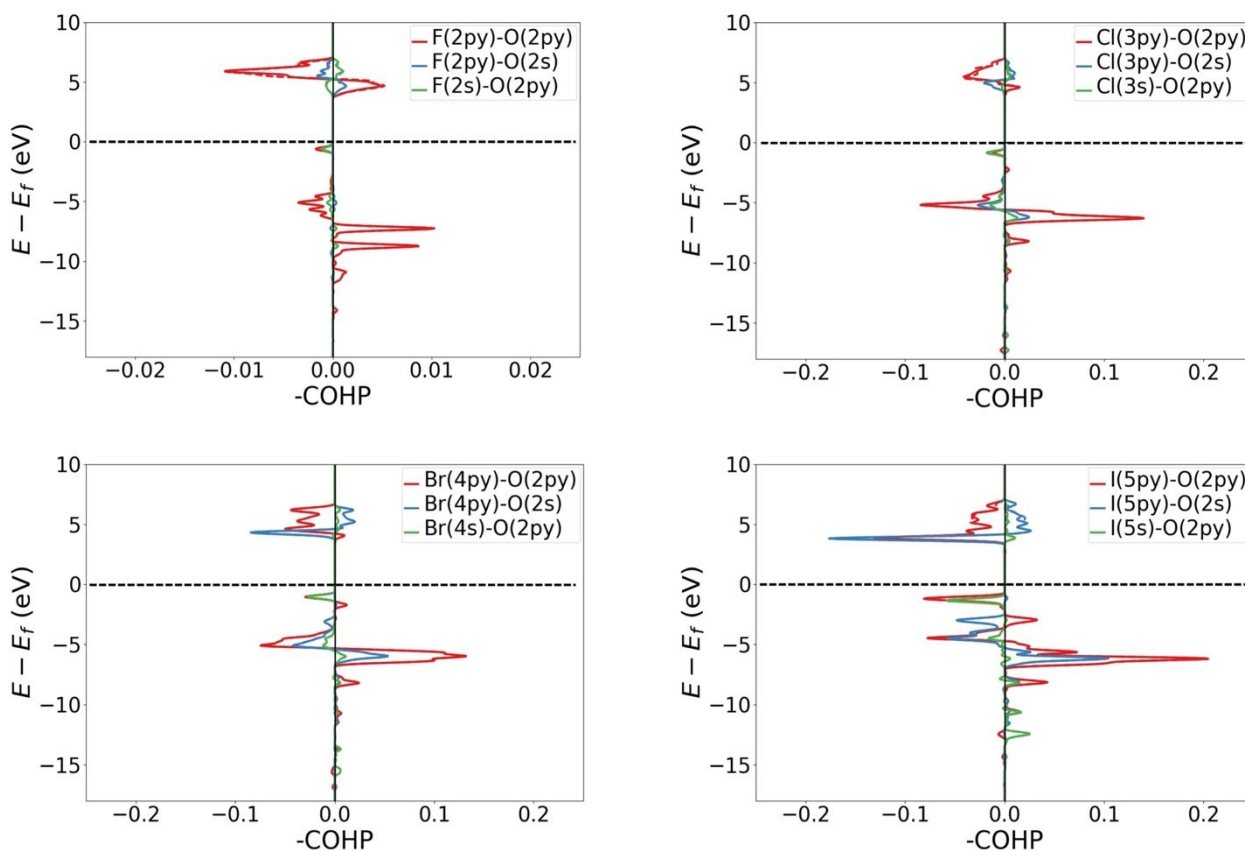 10
5
0
−5
−10
−15
E − E_f (eV)
F(2py)-O(2py)
F(2py)-O(2s)
F(2s)-O(2py)
−0.02 −0.01 0.00 0.01 0.02
-COHP
10
5
0
−5
−10
−15
E − E_f (eV)
Cl(3py)-O(2py)
Cl(3py)-O(2s)
Cl(3s)-O(2py)
−0.2 −0.1 0.0 0.1 0.2
-COHP
10
5
0
−5
−10
−15
E − E_f (eV)
Br(4py)-O(2py)
Br(4py)-O(2s)
Br(4s)-O(2py)
−0.2 −0.1 0.0 0.1 0.2
-COHP
10
5
0
−5
−10
−15
E − E_f (eV)
I(5py)-O(2py)
I(5py)-O(2s)
I(5s)-O(2py)
−0.2 −0.1 0.0 0.1 0.2
-COHP